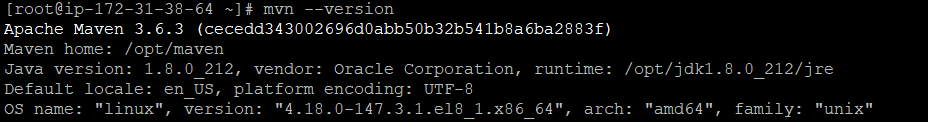 [root@ip-172-31-38-64 ~]# mvn --version
Apache Maven 3.6.3 (cecedd343002696d0abb50b32b541b8a6ba2883f)
Maven home: /opt/maven
Java version: 1.8.0_212, vendor: Oracle Corporation, runtime: /opt/jdk1.8.0_212/jre
Default locale: en_US, platform encoding: UTF-8
OS name: "linux", version: "4.18.0-147.3.1.el8_1.x86_64", arch: "amd64", family: "unix"